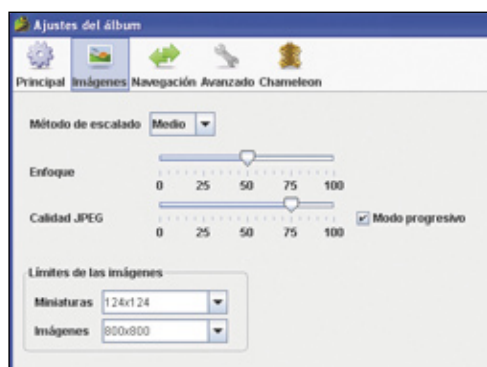 Ajustes del álbum
Principal Imágenes Navegación Avanzado Chameleon
Método de escalado Medio
Enfoque
0 25 50 75 100
Calidad JPEG
Modo progresivo
0 25 50 75 100
Límites de las imágenes
Miniaturas 124x124
Imágenes 800x800